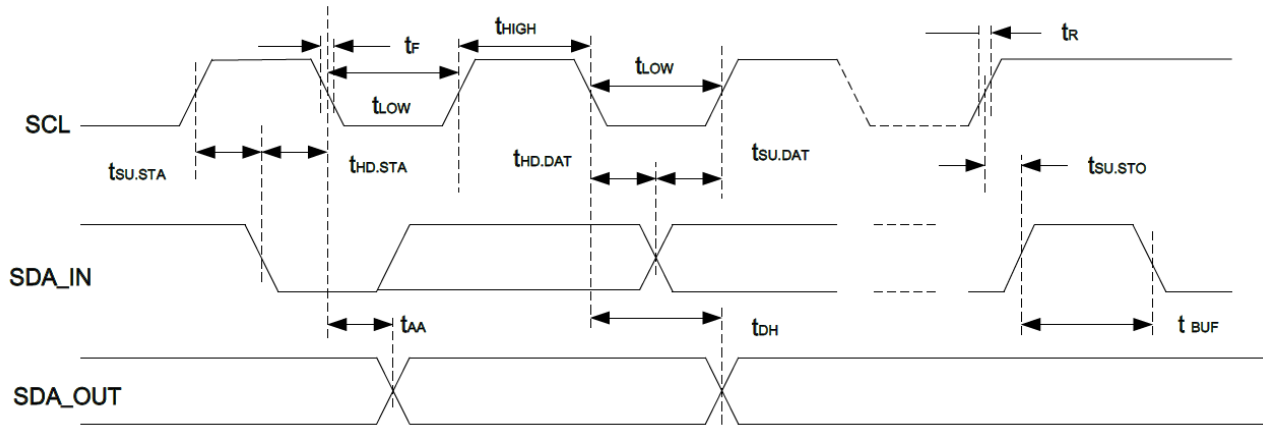 tF
tHIGH
tR
tLOW
tLOW
SCL
tSU.STA
tHD.STA
tHD.DAT
tSU.DAT
tSU.STO
SDA_IN
tAA
tDH
t BUF
SDA_OUT